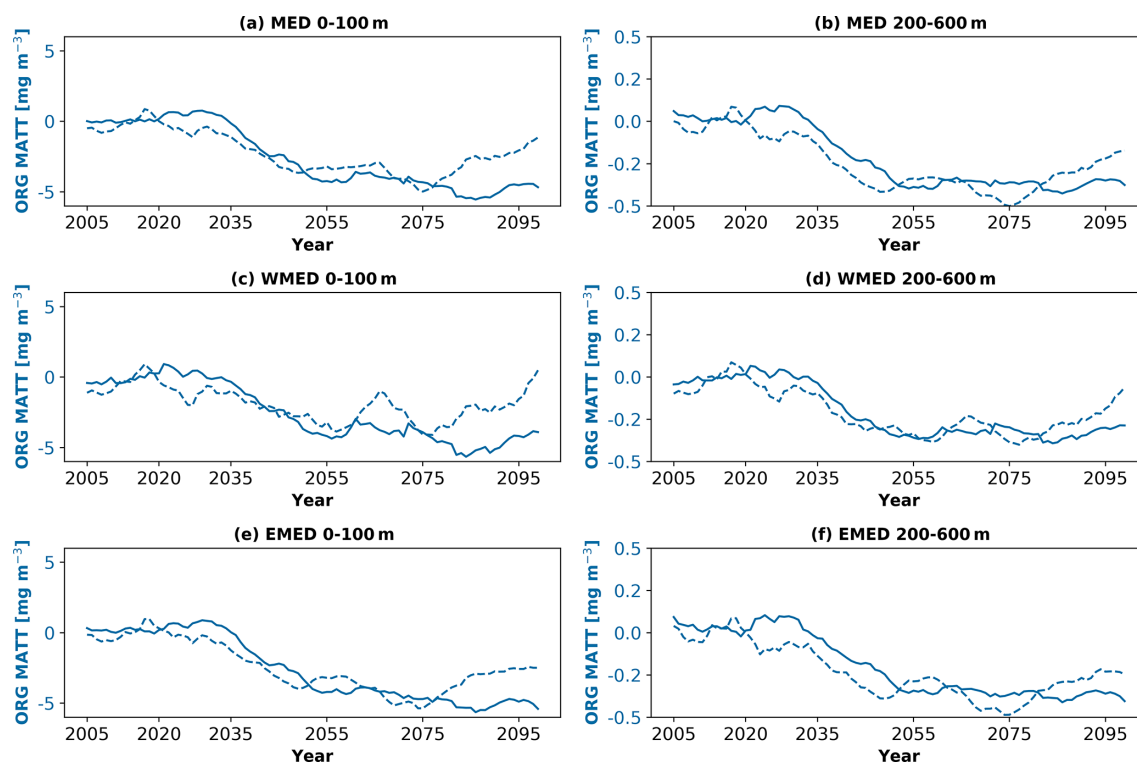 (a) MED 0-100 m
ORG MATT [mg m⁻³]
5
0
-5
2005 2020 2035 2055 2075 2095
Year
(b) MED 200-600 m
ORG MATT [mg m⁻³]
0.5
0.2
0.0
-0.2
-0.5
2005 2020 2035 2055 2075 2095
Year
(c) WMED 0-100 m
ORG MATT [mg m⁻³]
5
0
-5
2005 2020 2035 2055 2075 2095
Year
(d) WMED 200-600 m
ORG MATT [mg m⁻³]
0.5
0.2
0.0
-0.2
-0.5
2005 2020 2035 2055 2075 2095
Year
(e) EMED 0-100 m
ORG MATT [mg m⁻³]
5
0
-5
2005 2020 2035 2055 2075 2095
Year
(f) EMED 200-600 m
ORG MATT [mg m⁻³]
0.5
0.2
0.0
-0.2
-0.5
2005 2020 2035 2055 2075 2095
Year